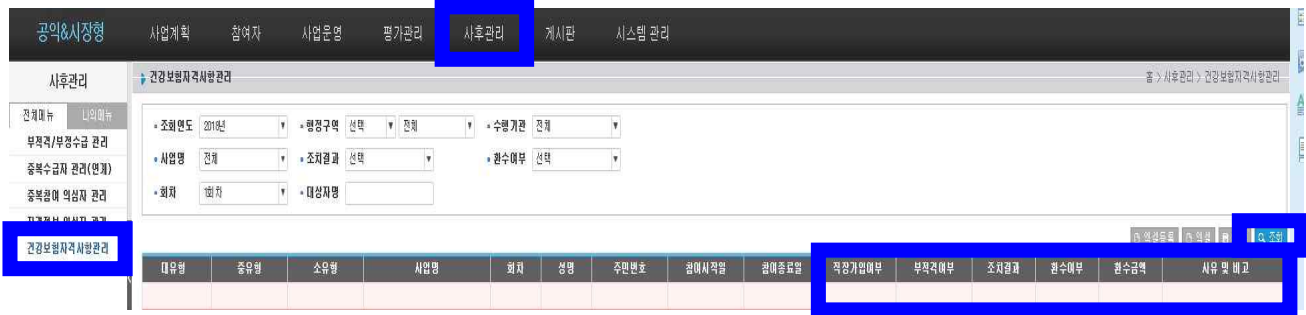 공익&시장형 사업계획 참여자 사업운영 평가관리 사후관리 게시판 시스템 관리
사후관리 건강보험자격사항관리 홈 > 사후관리 > 건강보험자격사항관리
전체메뉴 나의메뉴
부적격/부정수급 관리
중복수급자 관리(연계)
중복참여 의심자 관리
건강보험자격사항관리
조회연도 2018년 행정구역 선택 전체 수행기관 전체
사업명 전체 조치결과 선택 환수여부 선택
회차 1회차 대상자명
엑셀등록 엑셀 조회
대유형 중유형 소유형 사업명 회차 성명 주민번호 참여시작일 참여종료일 직장가입여부 부적격여부 조치결과 환수여부 환수금액 사유 및 비고